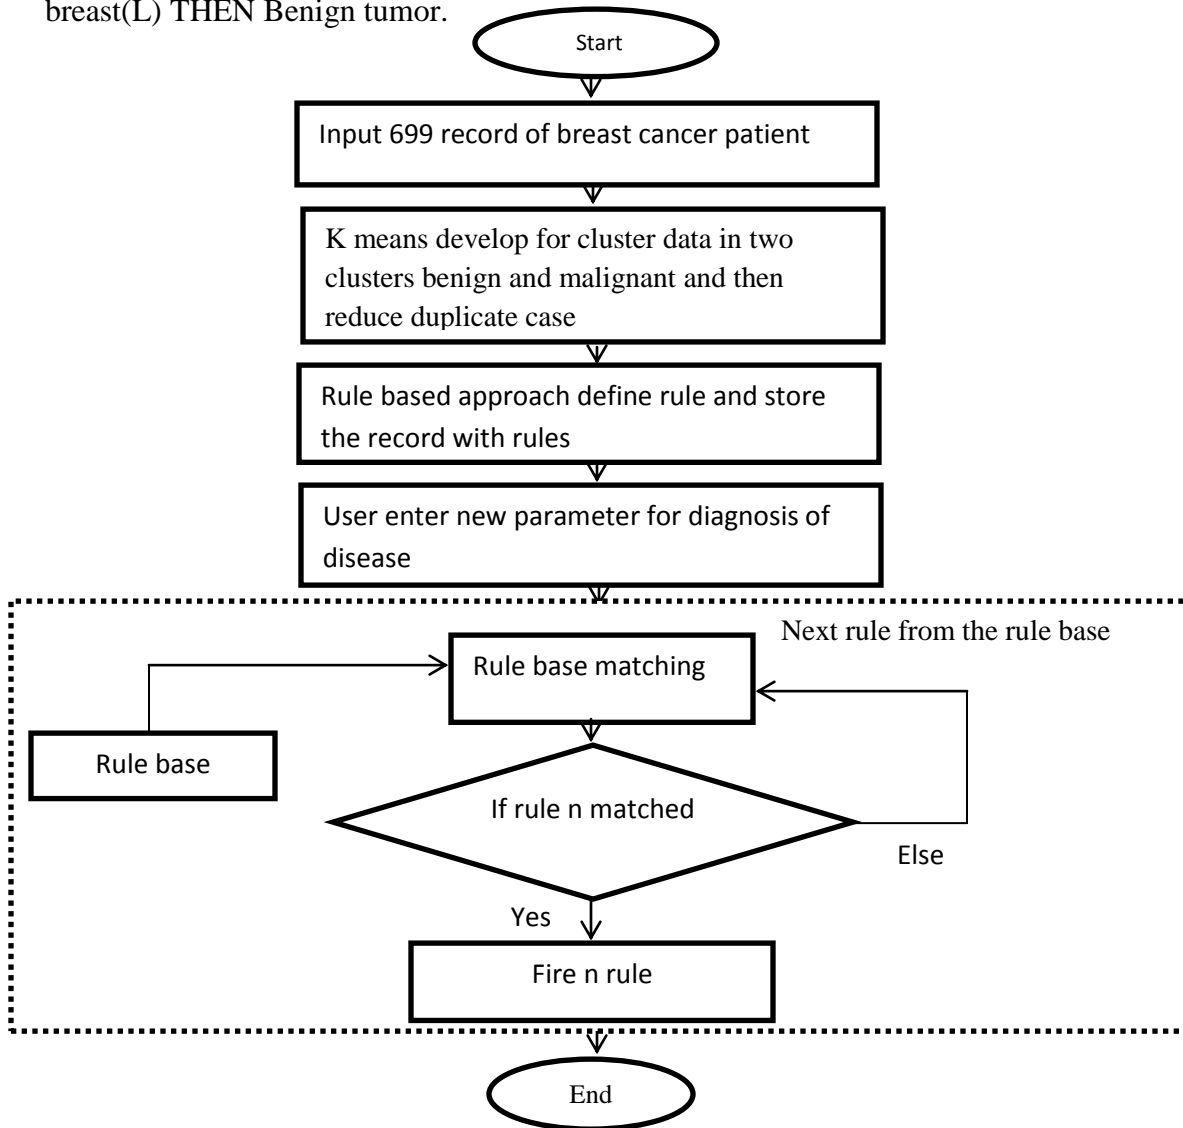 breast(L) THEN Benign tumor.
Start
Input 699 record of breast cancer patient
K means develop for cluster data in two
clusters benign and malignant and then
reduce duplicate case
Rule based approach define rule and store
the record with rules
User enter new parameter for diagnosis of
disease
Next rule from the rule base
Rule base matching
Rule base
If rule n matched
Else
Yes
Fire n rule
End